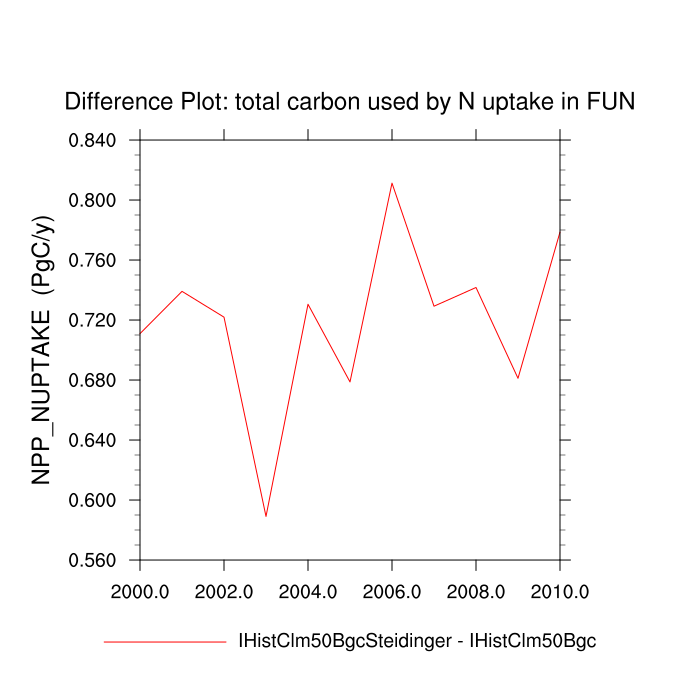 Difference Plot: total carbon used by N uptake in FUN
NPP_NUPTAKE (PgC/y)
0.840
0.800
0.760
0.720
0.680
0.640
0.600
0.560
2000.0 2002.0 2004.0 2006.0 2008.0 2010.0
IHistClm50BgcSteidinger - IHistClm50Bgc